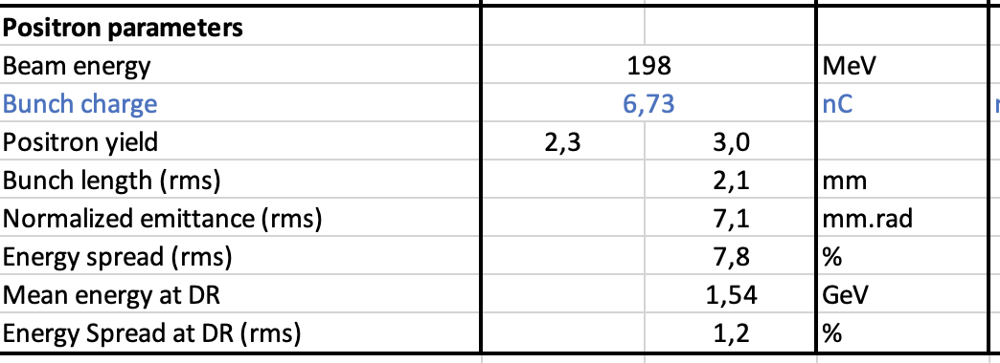 Positron parameters
Beam energy 198 MeV
Bunch charge 6,73 nC
Positron yield 2,3 3,0
Bunch length (rms) 2,1 mm
Normalized emittance (rms) 7,1 mm.rad
Energy spread (rms) 7,8 %
Mean energy at DR 1,54 GeV
Energy Spread at DR (rms) 1,2 %